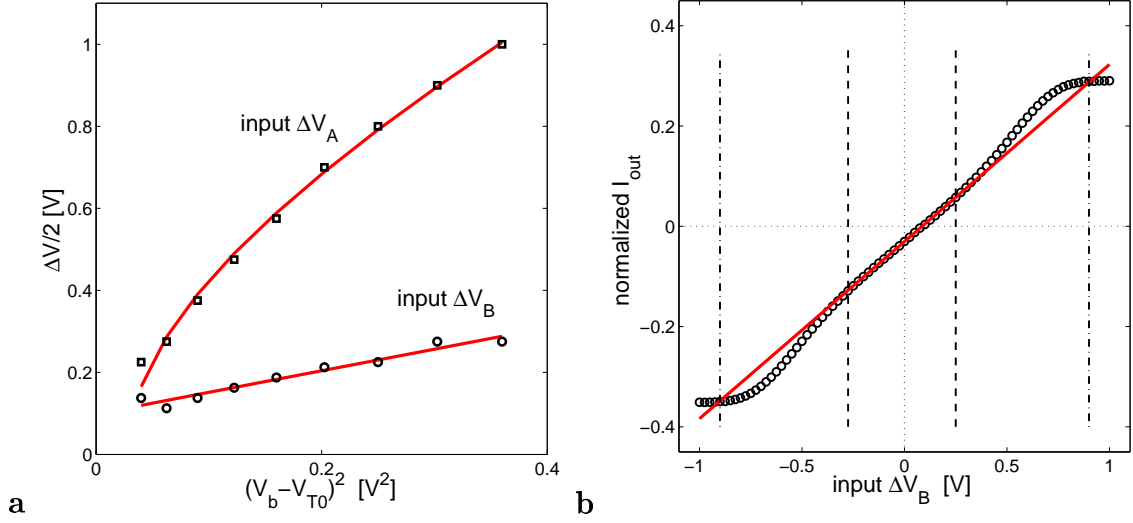 1
0.8
0.6
0.4
0.2
0
ΔV/2 [V]
input ΔV_A
input ΔV_B
0
0.2
0.4
(V_b−V_T0)^2 [V^2]
a
0.4
0.2
0
−0.2
−0.4
normalized I_out
−1
−0.5
0
0.5
1
input ΔV_B [V]
b